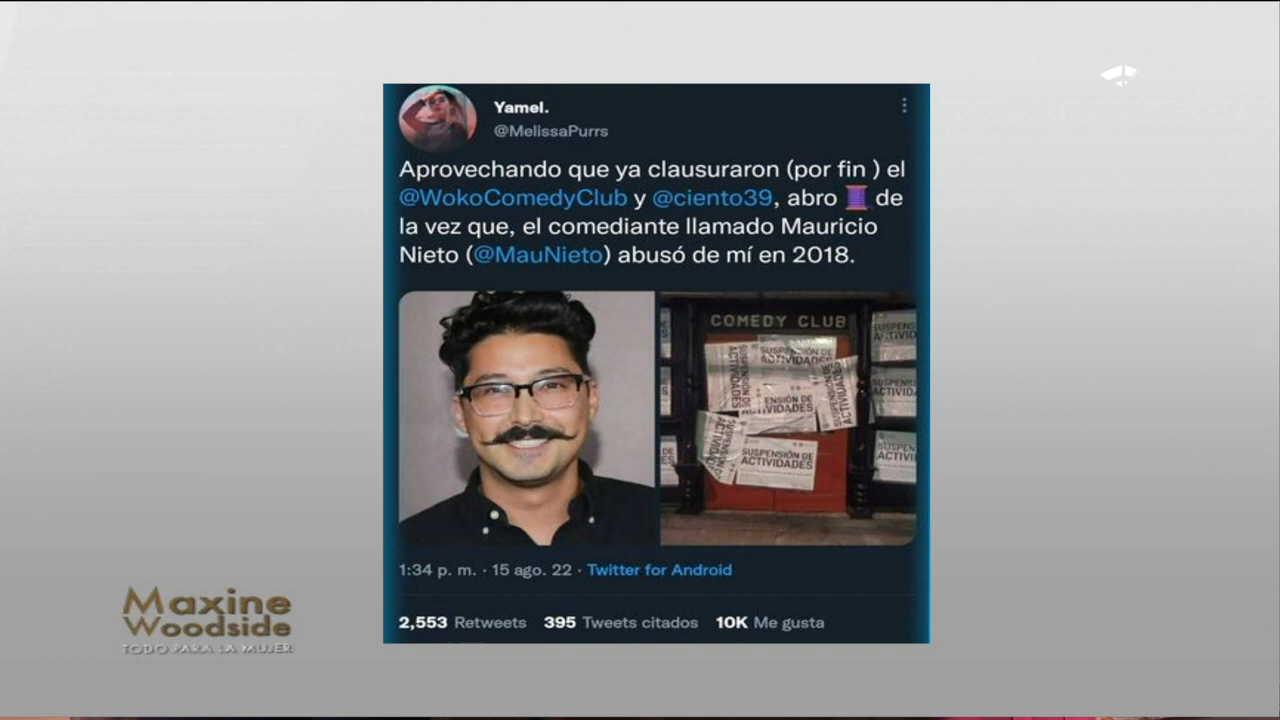 Yamel.
@MelissaPurrs
Aprovechando que ya clausuraron (por fin ) el
@WokoComedyClub y @ciento39, abro 🧵 de
la vez que, el comediante llamado Mauricio
Nieto (@MauNieto) abusó de mí en 2018.
COMEDY CLUB
SUSPENSIÓN DE
ACTIVIDADES
ENSIÓN DE
ACTIVIDADES
SUSPENSIÓN DE
ACTIVIDADES
1:34 p. m. · 15 ago. 22 · Twitter for Android
2,553 Retweets 395 Tweets citados 10K Me gusta
Maxine
Woodside
TODO PARA LA MUJER